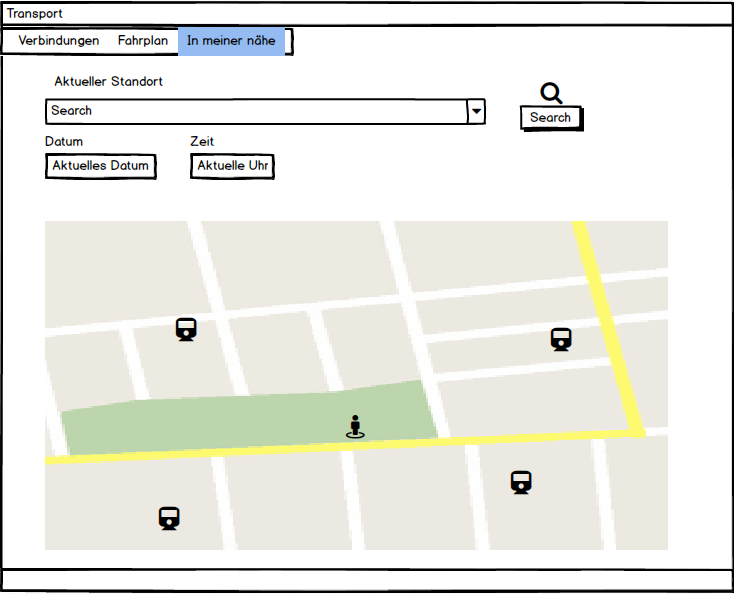 Transport
Verbindungen Fahrplan In meiner nähe
Aktueller Standort
Search
Search
Datum Zeit
Aktuelles Datum Aktuelle Uhr